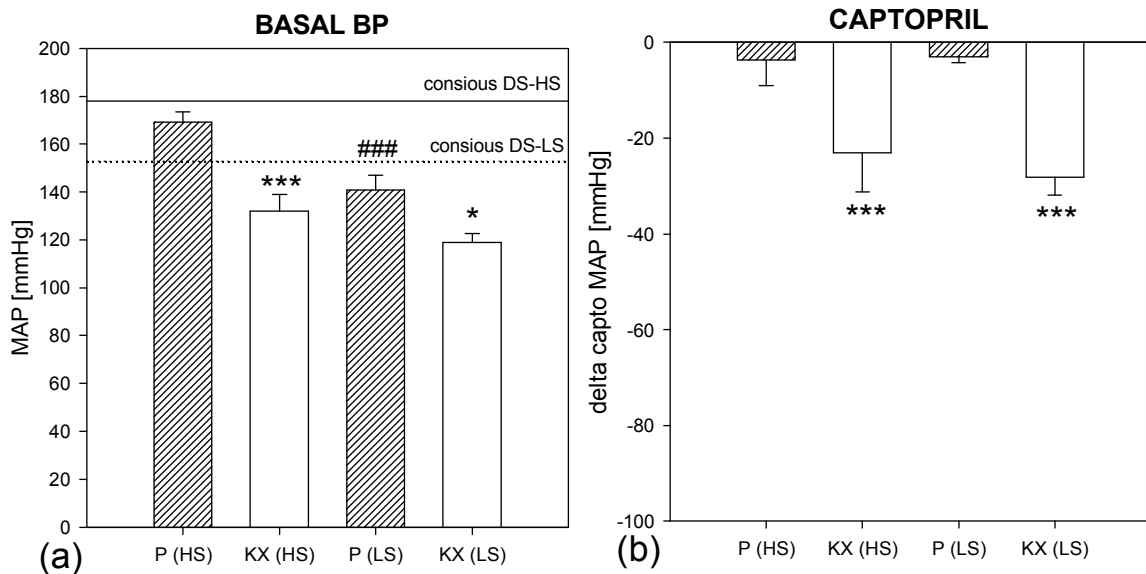 BASAL BP
200
180
160
140
120
100
80
60
40
20
0
MAP [mmHg]
consious DS-HS
consious DS-LS
***
###
*
P (HS)
KX (HS)
P (LS)
KX (LS)
(a)
CAPTOPRIL
0
-20
-40
-60
-80
-100
delta capto MAP [mmHg]
***
***
P (HS)
KX (HS)
P (LS)
KX (LS)
(b)